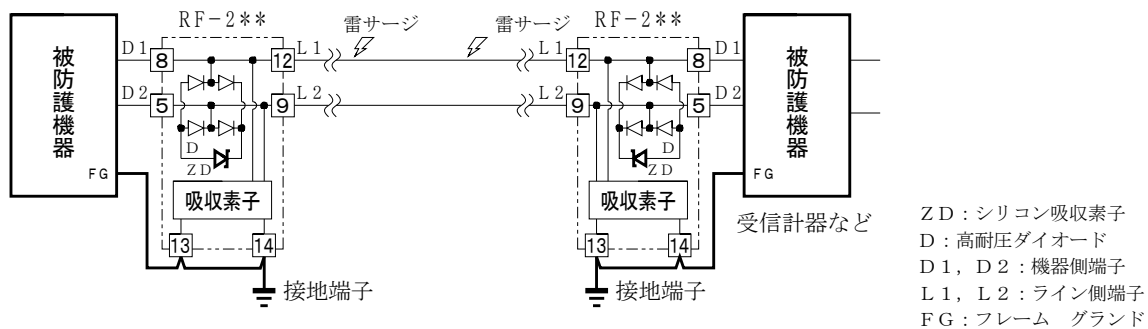 RF-2**
雷サージ
雷サージ
RF-2**
被防護機器
D1
8
12
L1
L1
12
8
D1
被防護機器
D2
5
9
L2
L2
9
5
D2
D
ZD
D
ZD
FG
吸収素子
吸収素子
FG
13
14
13
14
受信計器など
接地端子
接地端子
ZD:シリコン吸収素子
D:高耐圧ダイオード
D1,D2:機器側端子
L1,L2:ライン側端子
FG:フレーム グランド